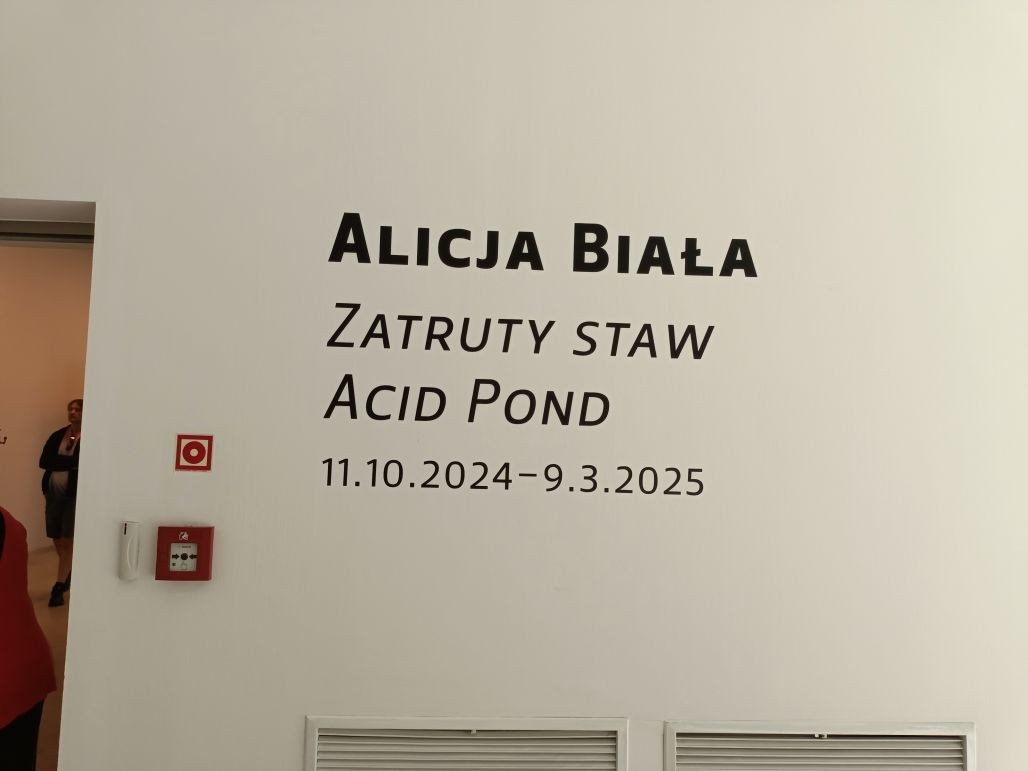 Alicja Biała
Zatruty staw
Acid Pond
11.10.2024–9.3.2025